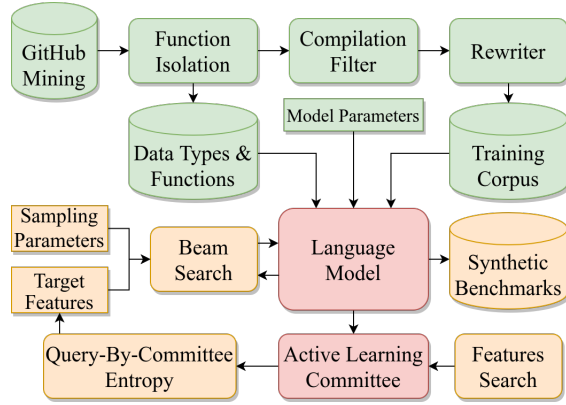 GitHub
Mining
Function
Isolation
Compilation
Filter
Rewriter
Data Types &
Functions
Model Parameters
Training
Corpus
Sampling
Parameters
Target
Features
Beam
Search
Language
Model
Synthetic
Benchmarks
Query-By-Committee
Entropy
Active Learning
Committee
Features
Search